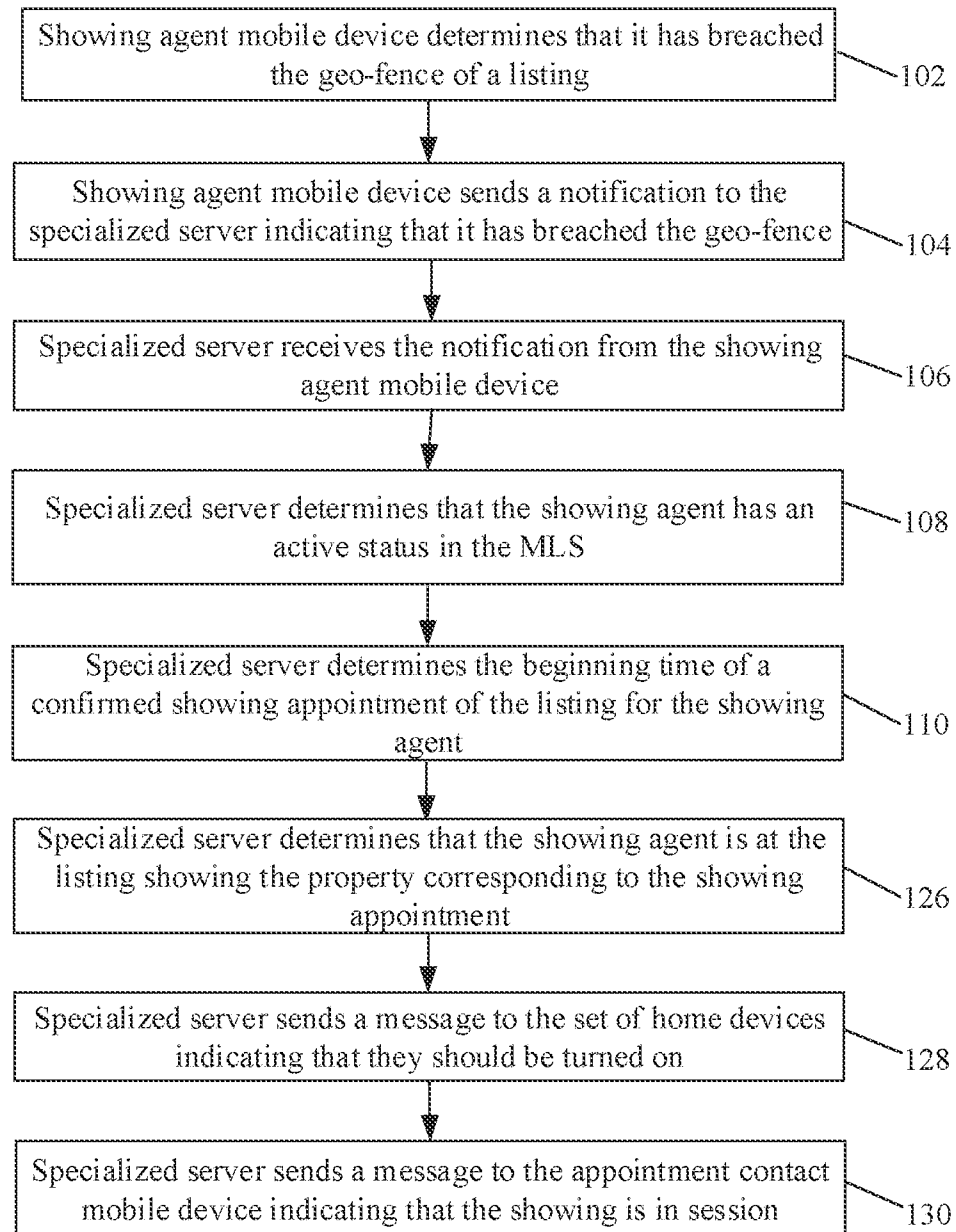 Showing agent mobile device determines that it has breached
the geo-fence of a listing
102
Showing agent mobile device sends a notification to the
specialized server indicating that it has breached the geo-fence
104
Specialized server receives the notification from the showing
agent mobile device
106
Specialized server determines that the showing agent has an
active status in the MLS
108
Specialized server determines the beginning time of a
confirmed showing appointment of the listing for the showing
agent
110
Specialized server determines that the showing agent is at the
listing showing the property corresponding to the showing
appointment
126
Specialized server sends a message to the set of home devices
indicating that they should be turned on
128
Specialized server sends a message to the appointment contact
mobile device indicating that the showing is in session
130